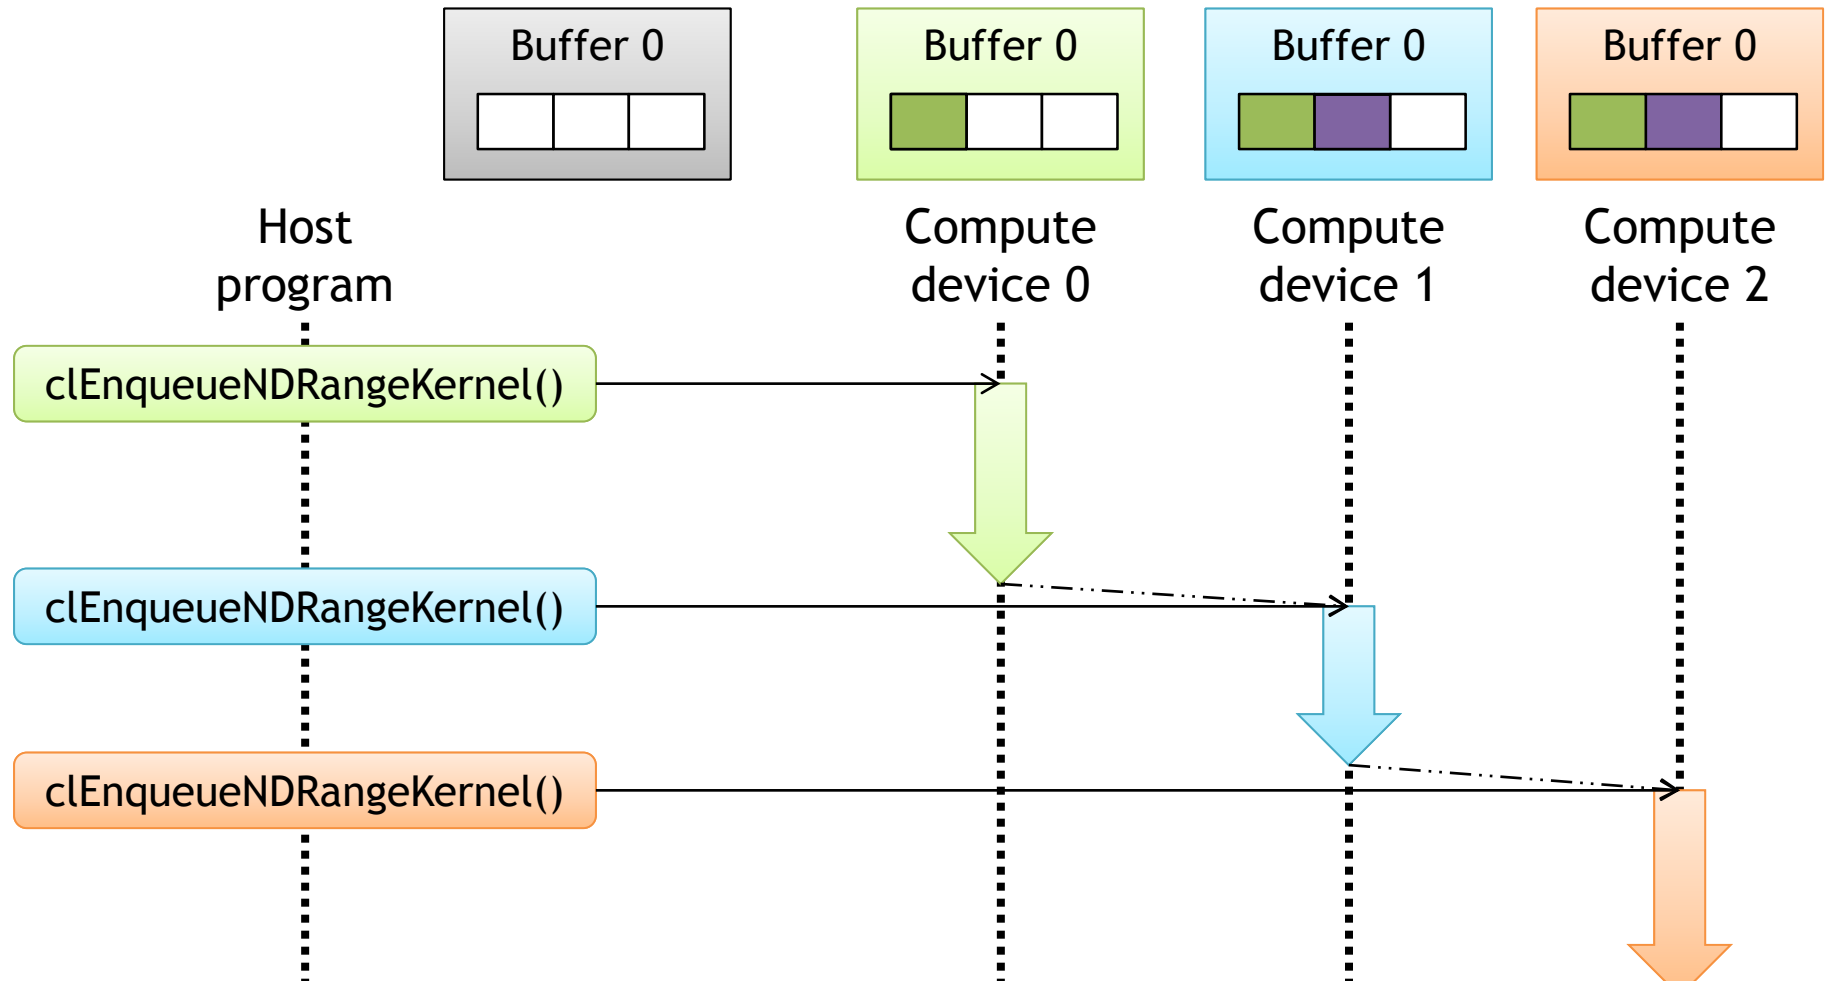 Buffer 0
Buffer 0
Buffer 0
Buffer 0
Host
program
Compute
device 0
Compute
device 1
Compute
device 2
clEnqueueNDRangeKernel()
clEnqueueNDRangeKernel()
clEnqueueNDRangeKernel()